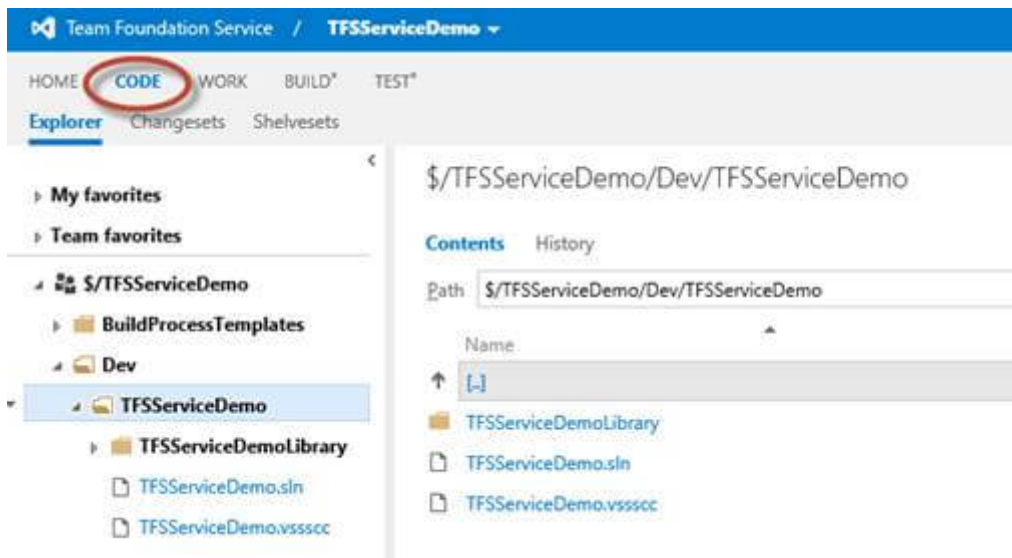 Team Foundation Service / TFSServiceDemo
HOME CODE WORK BUILD* TEST*
Explorer Changesets Shelvesets
My favorites
Team favorites
$/TFSServiceDemo
BuildProcessTemplates
Dev
TFSServiceDemo
TFSServiceDemoLibrary
TFSServiceDemo.sln
TFSServiceDemo.vssscc
$/TFSServiceDemo/Dev/TFSServiceDemo
Contents History
Path $/TFSServiceDemo/Dev/TFSServiceDemo
Name
[..]
TFSServiceDemoLibrary
TFSServiceDemo.sln
TFSServiceDemo.vssscc